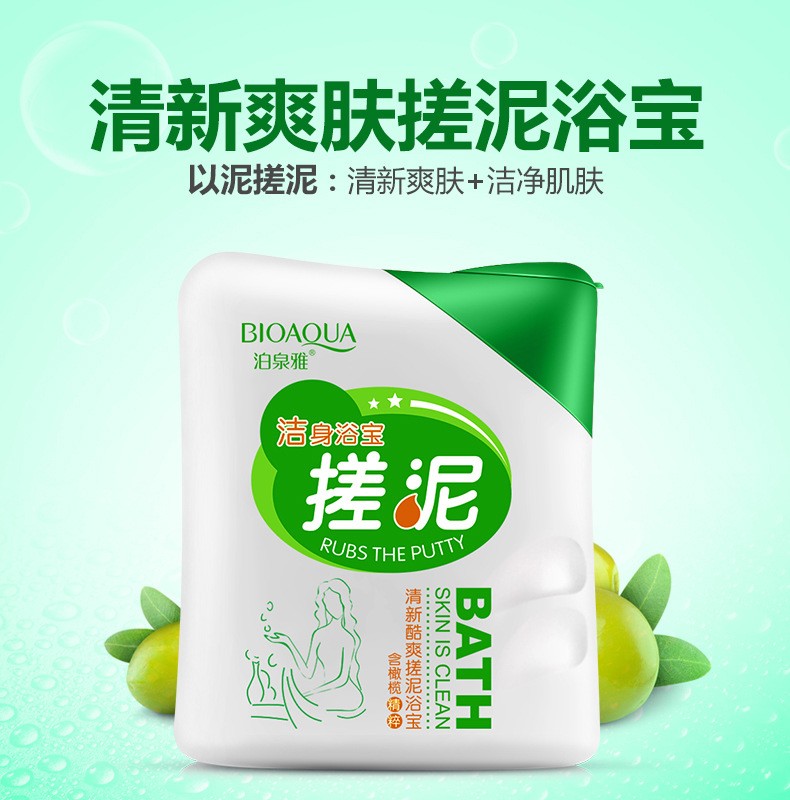 清新爽肤搓泥浴宝
以泥搓泥：清新爽肤+洁净肌肤
BIOAQUA
泊泉雅®
洁身浴宝
搓泥
RUBS THE PUTTY
BATH
SKIN IS CLEAN
清新酷爽搓泥浴宝
含橄榄精粹